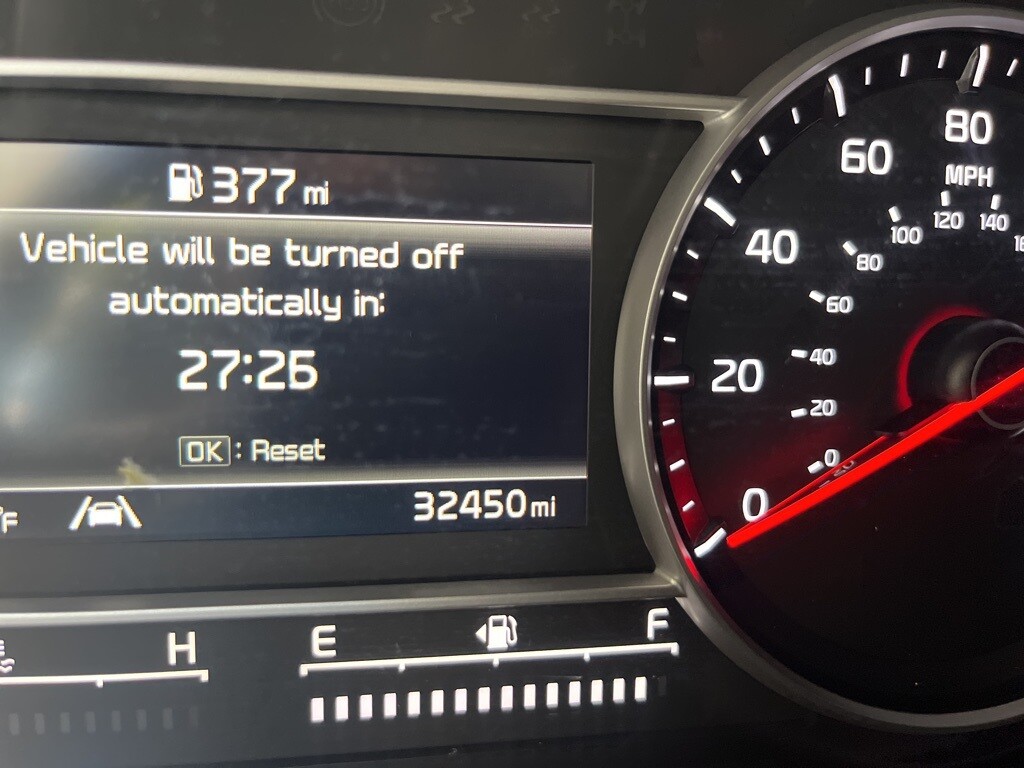 377 mi
Vehicle will be turned off
automatically in:
27:26
OK : Reset
°F
32450 mi
H
E
F
0
20
40
60
80
MPH
0
20
40
60
80
100
120
140